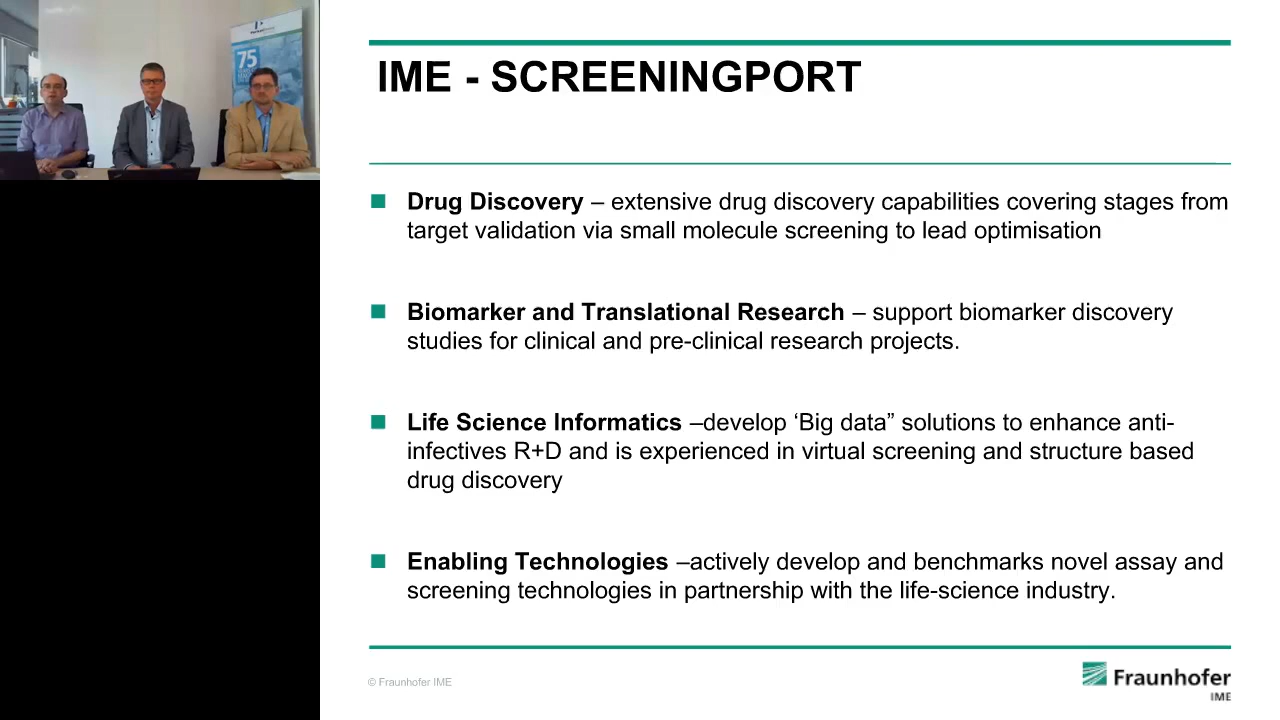 75
IME - SCREENINGPORT
Drug Discovery – extensive drug discovery capabilities covering stages from
target validation via small molecule screening to lead optimisation
Biomarker and Translational Research – support biomarker discovery
studies for clinical and pre-clinical research projects.
Life Science Informatics –develop ‘Big data” solutions to enhance anti-
infectives R+D and is experienced in virtual screening and structure based
drug discovery
Enabling Technologies –actively develop and benchmarks novel assay and
screening technologies in partnership with the life-science industry.
© Fraunhofer IME
Fraunhofer
IME